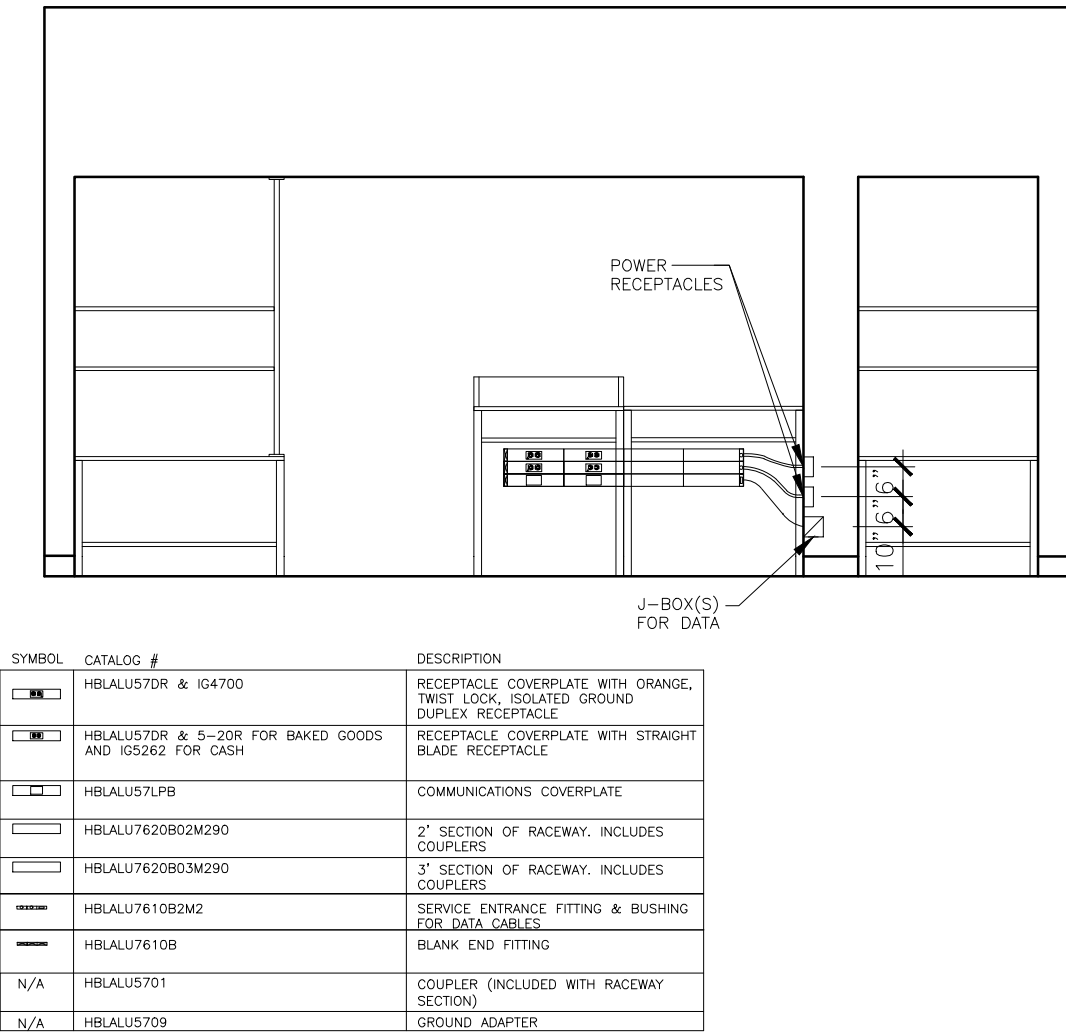 POWER
RECEPTACLES
6"
6"
10"
J-BOX(S)
FOR DATA
SYMBOL CATALOG # DESCRIPTION
HBLALU57DR & IG4700 RECEPTACLE COVERPLATE WITH ORANGE,
TWIST LOCK, ISOLATED GROUND
DUPLEX RECEPTACLE
HBLALU57DR & 5-20R FOR BAKED GOODS RECEPTACLE COVERPLATE WITH STRAIGHT
AND IG5262 FOR CASH BLADE RECEPTACLE
HBLALU57LPB COMMUNICATIONS COVERPLATE
HBLALU7620B02M290 2' SECTION OF RACEWAY. INCLUDES
COUPLERS
HBLALU7620B03M290 3' SECTION OF RACEWAY. INCLUDES
COUPLERS
HBLALU7610B2M2 SERVICE ENTRANCE FITTING & BUSHING
FOR DATA CABLES
HBLALU7610B BLANK END FITTING
N/A HBLALU5701 COUPLER (INCLUDED WITH RACEWAY
SECTION)
N/A HBLALU5709 GROUND ADAPTER